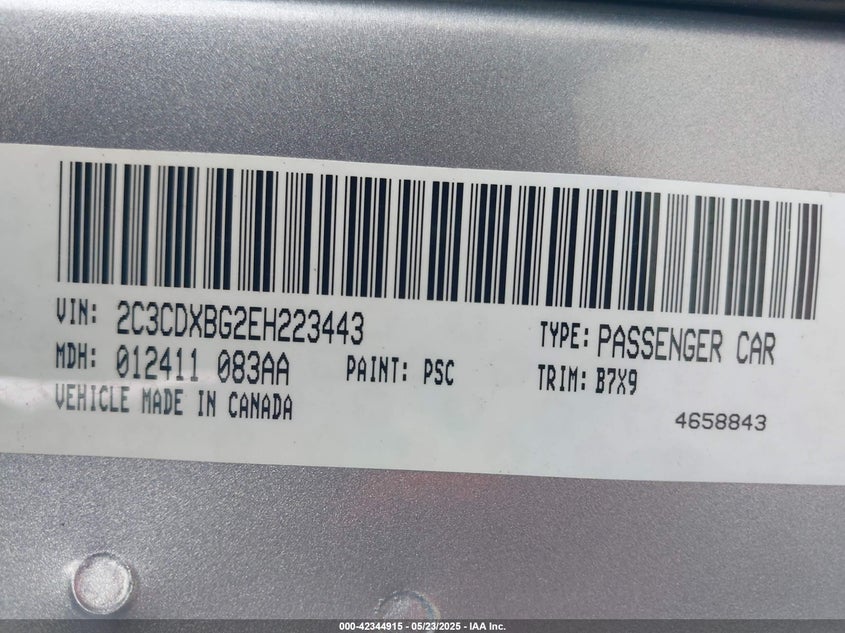 VIN: 2C3CDXBG2EH223443 TYPE: PASSENGER CAR
MDH: 012411 083AA PAINT: PSC TRIM: B7X9
VEHICLE MADE IN CANADA 4658843
000-42344915 - 05/23/2025 - IAA Inc.